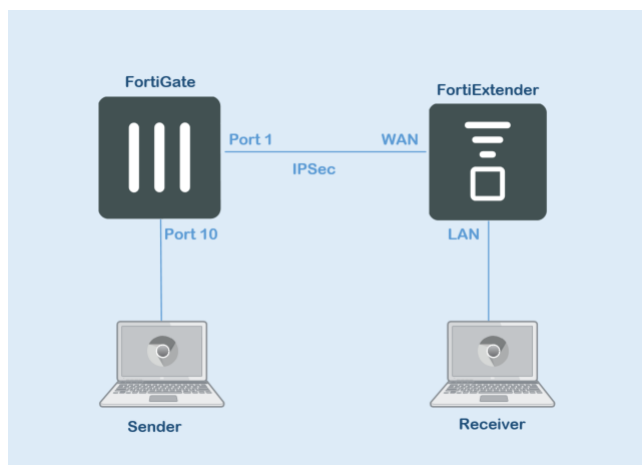 FortiGate
FortiExtender
Port 1
WAN
IPSec
Port 10
LAN
Sender
Receiver